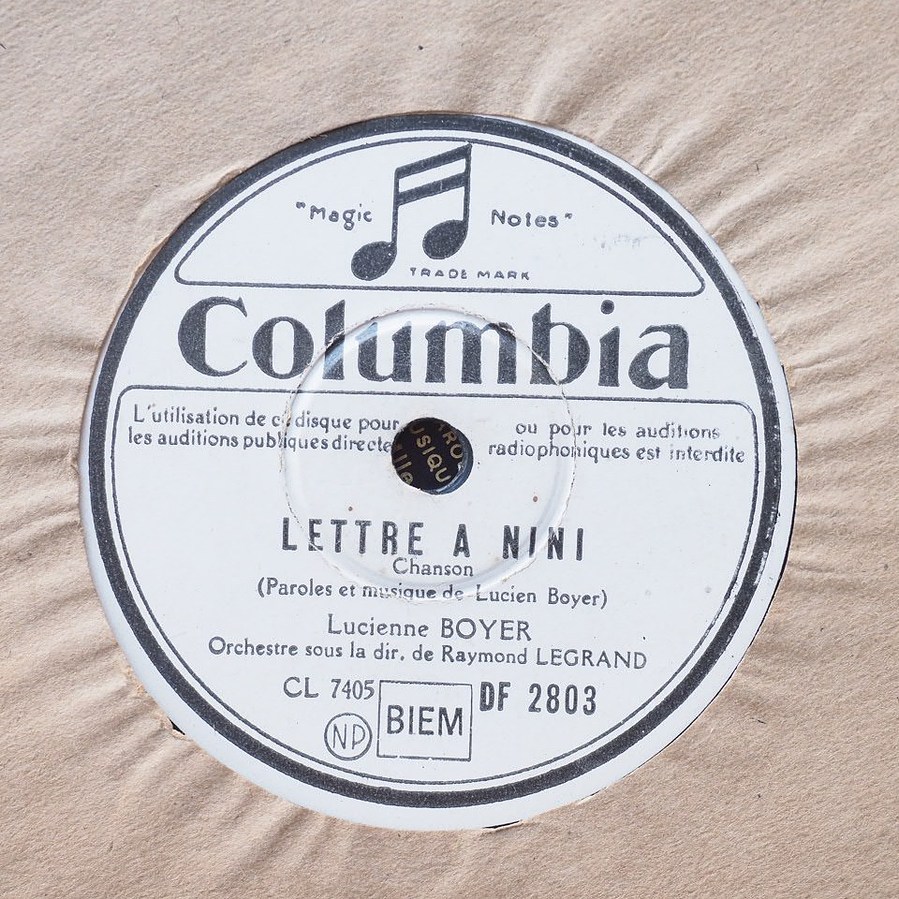 "Magic Notes"
TRADE MARK
Columbia
L'utilisation de ce disque pour ou pour les auditions
les auditions publiques directe radiophoniques est interdite
LETTRE A NINI
Chanson
(Paroles et musique de Lucien Boyer)
Lucienne BOYER
Orchestre sous la dir. de Raymond LEGRAND
CL 7405 BIEM DF 2803
NP